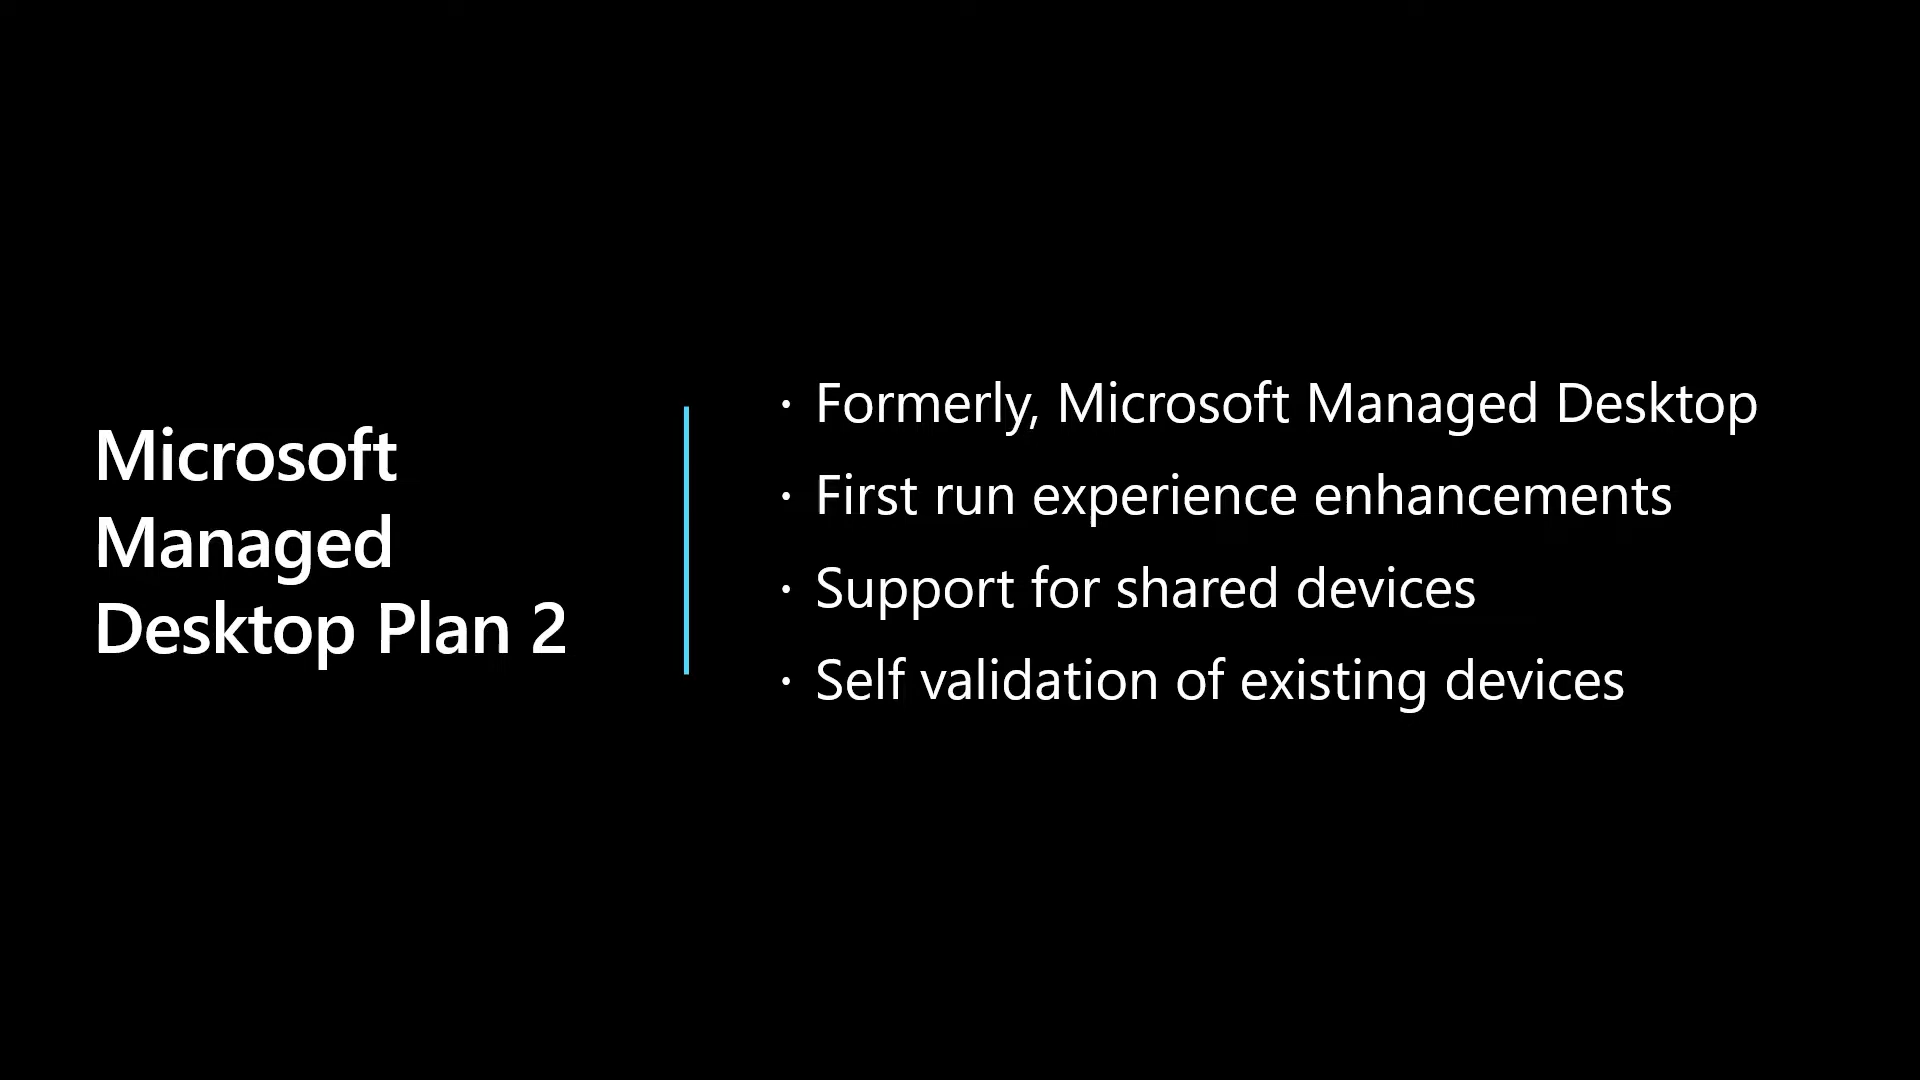 Microsoft
Managed
Desktop Plan 2
· Formerly, Microsoft Managed Desktop
· First run experience enhancements
· Support for shared devices
· Self validation of existing devices